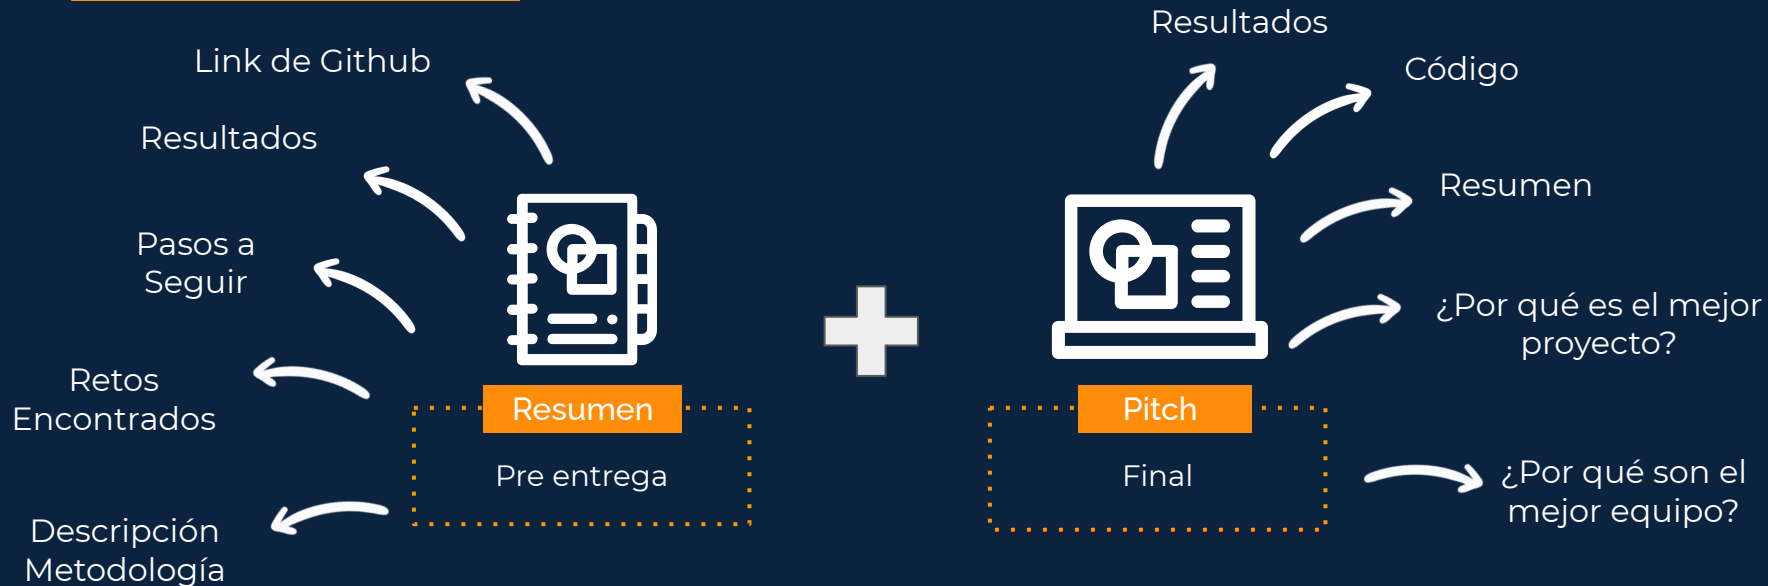 Link de Github
Resultados
Pasos a
Seguir
Retos
Encontrados
Descripción
Metodología
Resumen
Pre entrega
Resultados
Código
Resumen
¿Por qué es el mejor
proyecto?
¿Por qué son el
mejor equipo?
Pitch
Final